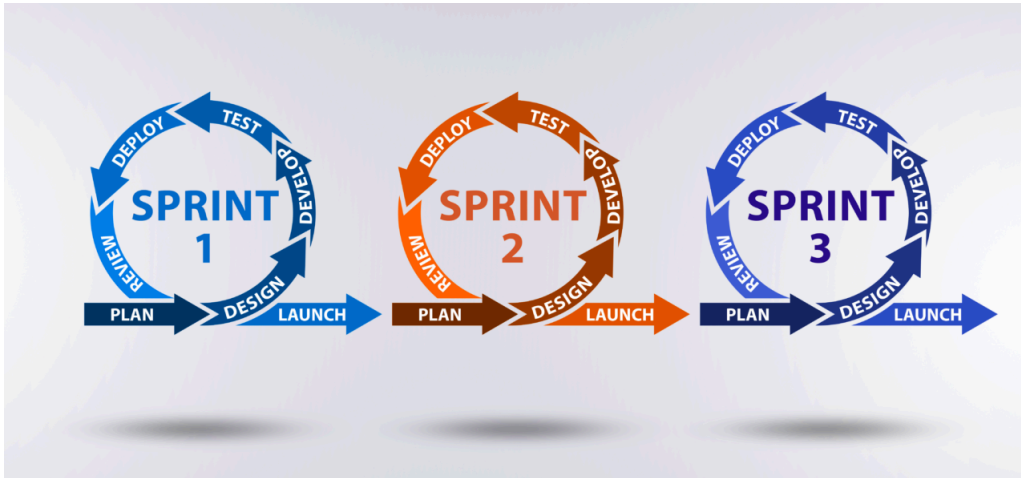 SPRINT
1
PLAN
DESIGN
DEVELOP
TEST
DEPLOY
REVIEW
LAUNCH
SPRINT
2
PLAN
DESIGN
DEVELOP
TEST
DEPLOY
REVIEW
LAUNCH
SPRINT
3
PLAN
DESIGN
DEVELOP
TEST
DEPLOY
REVIEW
LAUNCH